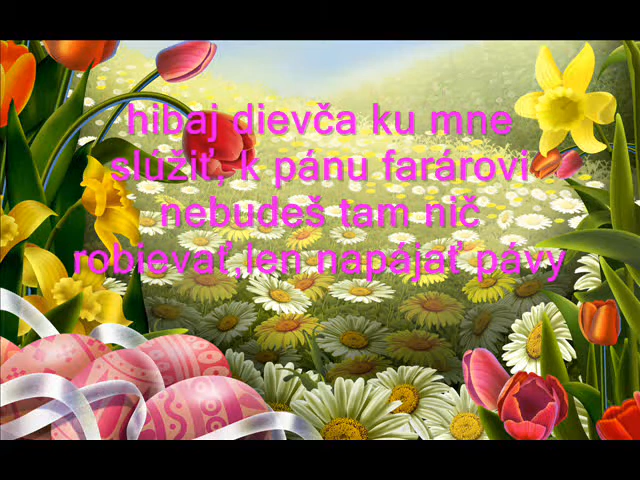 hibaj dievča ku mne
slúžiť, k pánu farárovi
nebudeš tam nič
robievať,len napájať pávy